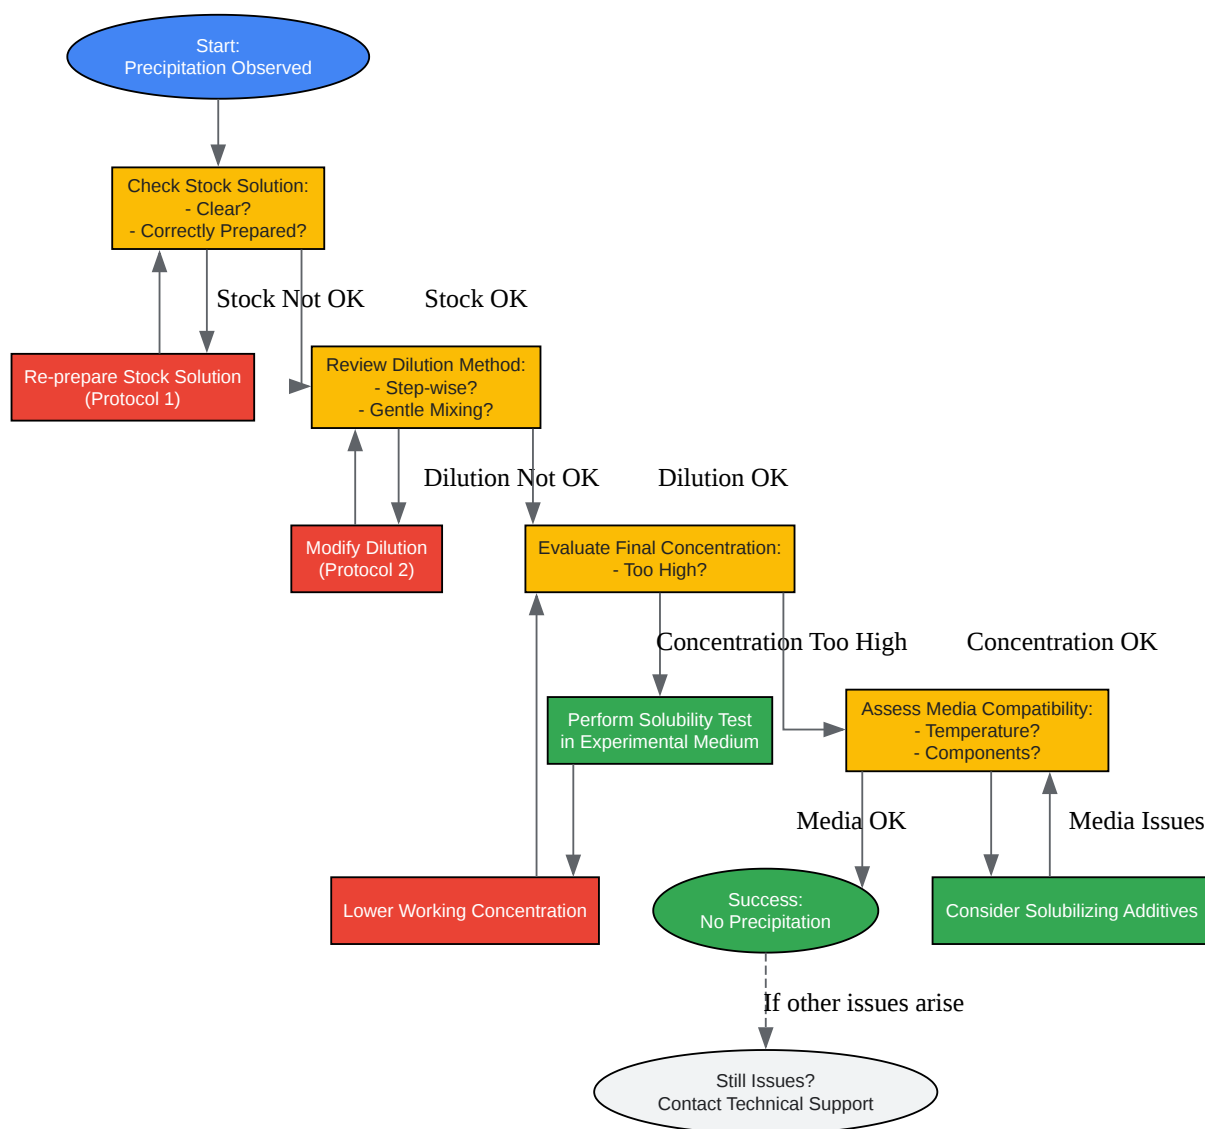 Start:
Precipitation Observed
Check Stock Solution:
- Clear?
- Correctly Prepared?
Stock Not OK
Stock OK
Re-prepare Stock Solution
(Protocol 1)
Review Dilution Method:
- Step-wise?
- Gentle Mixing?
Dilution Not OK
Dilution OK
Modify Dilution
(Protocol 2)
Evaluate Final Concentration:
- Too High?
Concentration Too High
Concentration OK
Perform Solubility Test
in Experimental Medium
Assess Media Compatibility:
- Temperature?
- Components?
Media OK
Media Issues
Lower Working Concentration
Success:
No Precipitation
Consider Solubilizing Additives
If other issues arise
Still Issues?
Contact Technical Support